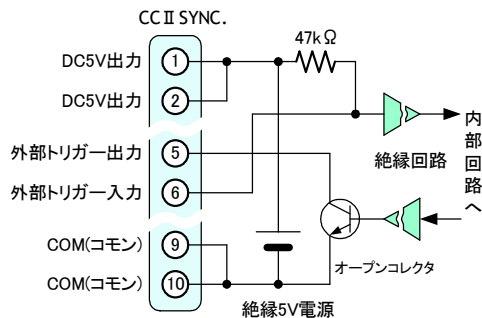 CCⅡSYNC.
47kΩ
DC5V出力 1
DC5V出力 2
外部トリガー出力 5
外部トリガー入力 6
COM(コモン) 9
COM(コモン) 10
絶縁回路
内部回路へ
オープンコレクタ
絶縁5V電源